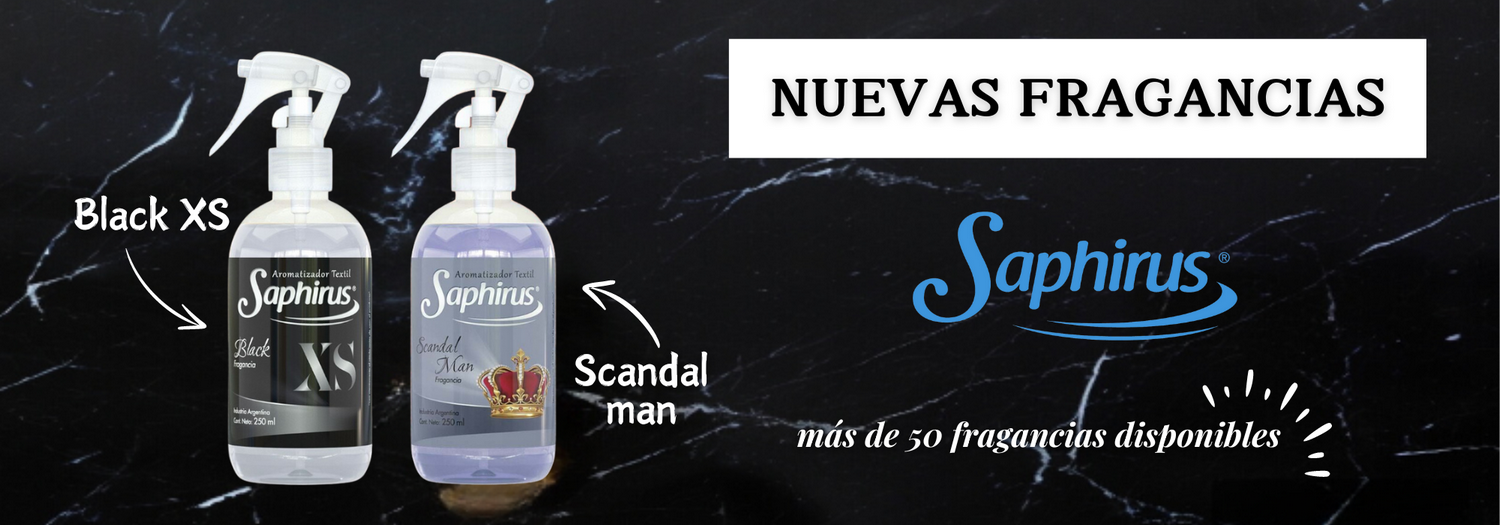 NUEVAS FRAGANCIAS
Black XS
Saphirus®
Aromatizador Textil
Saphirus®
Black
Fragancia
XS
Industria Argentina
Cont. Neto: 250 ml
Aromatizador Textil
Saphirus®
Scandal
Man
Fragancia
Industria Argentina
Cont. Neto: 250 ml
Scandal
man
más de 50 fragancias disponibles